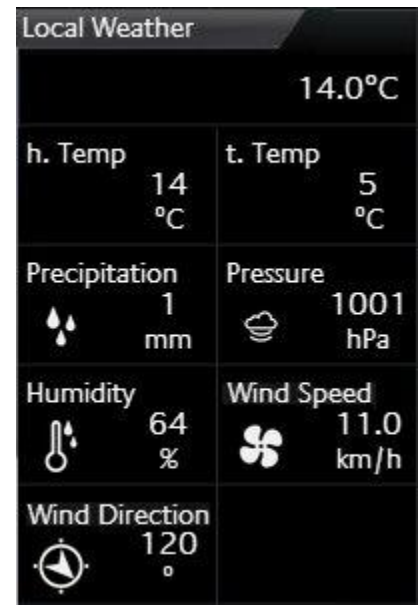 Local Weather
14.0°C
h. Temp
14
°C
t. Temp
5
°C
Precipitation
1
mm
Pressure
1001
hPa
Humidity
64
%
Wind Speed
11.0
km/h
Wind Direction
120
°